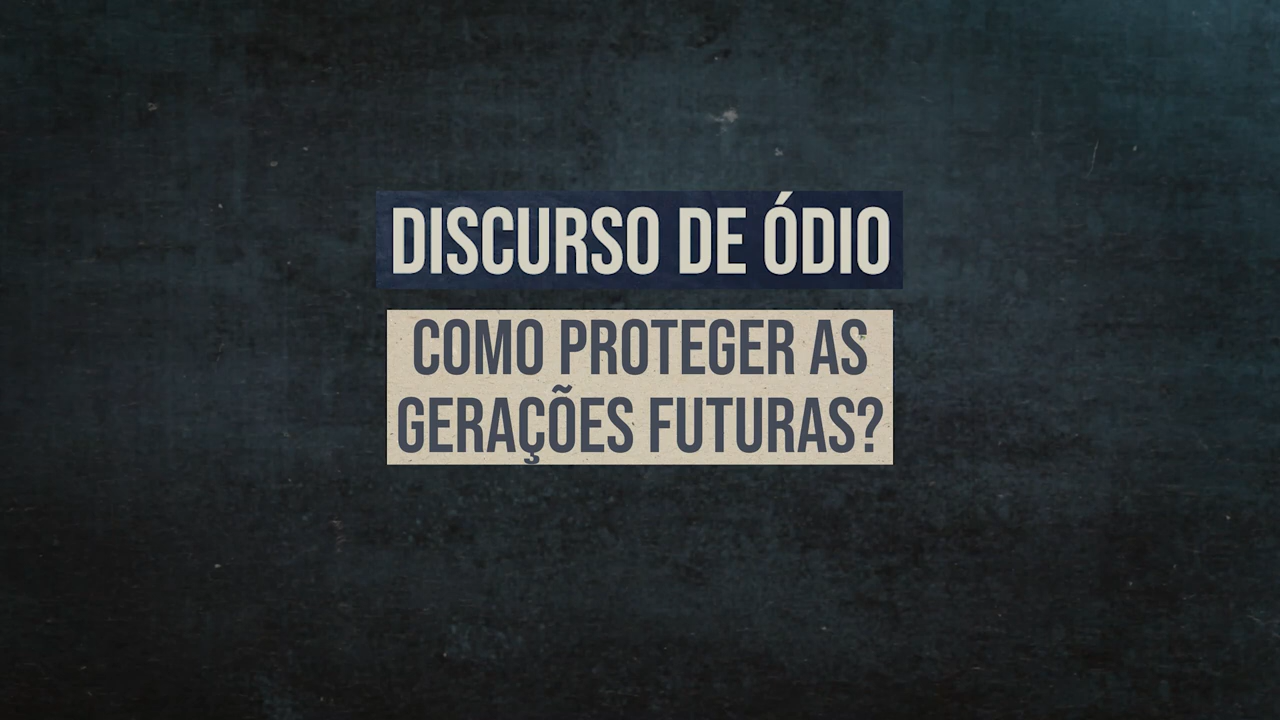 DISCURSO DE ÓDIO
COMO PROTEGER AS
GERAÇÕES FUTURAS?